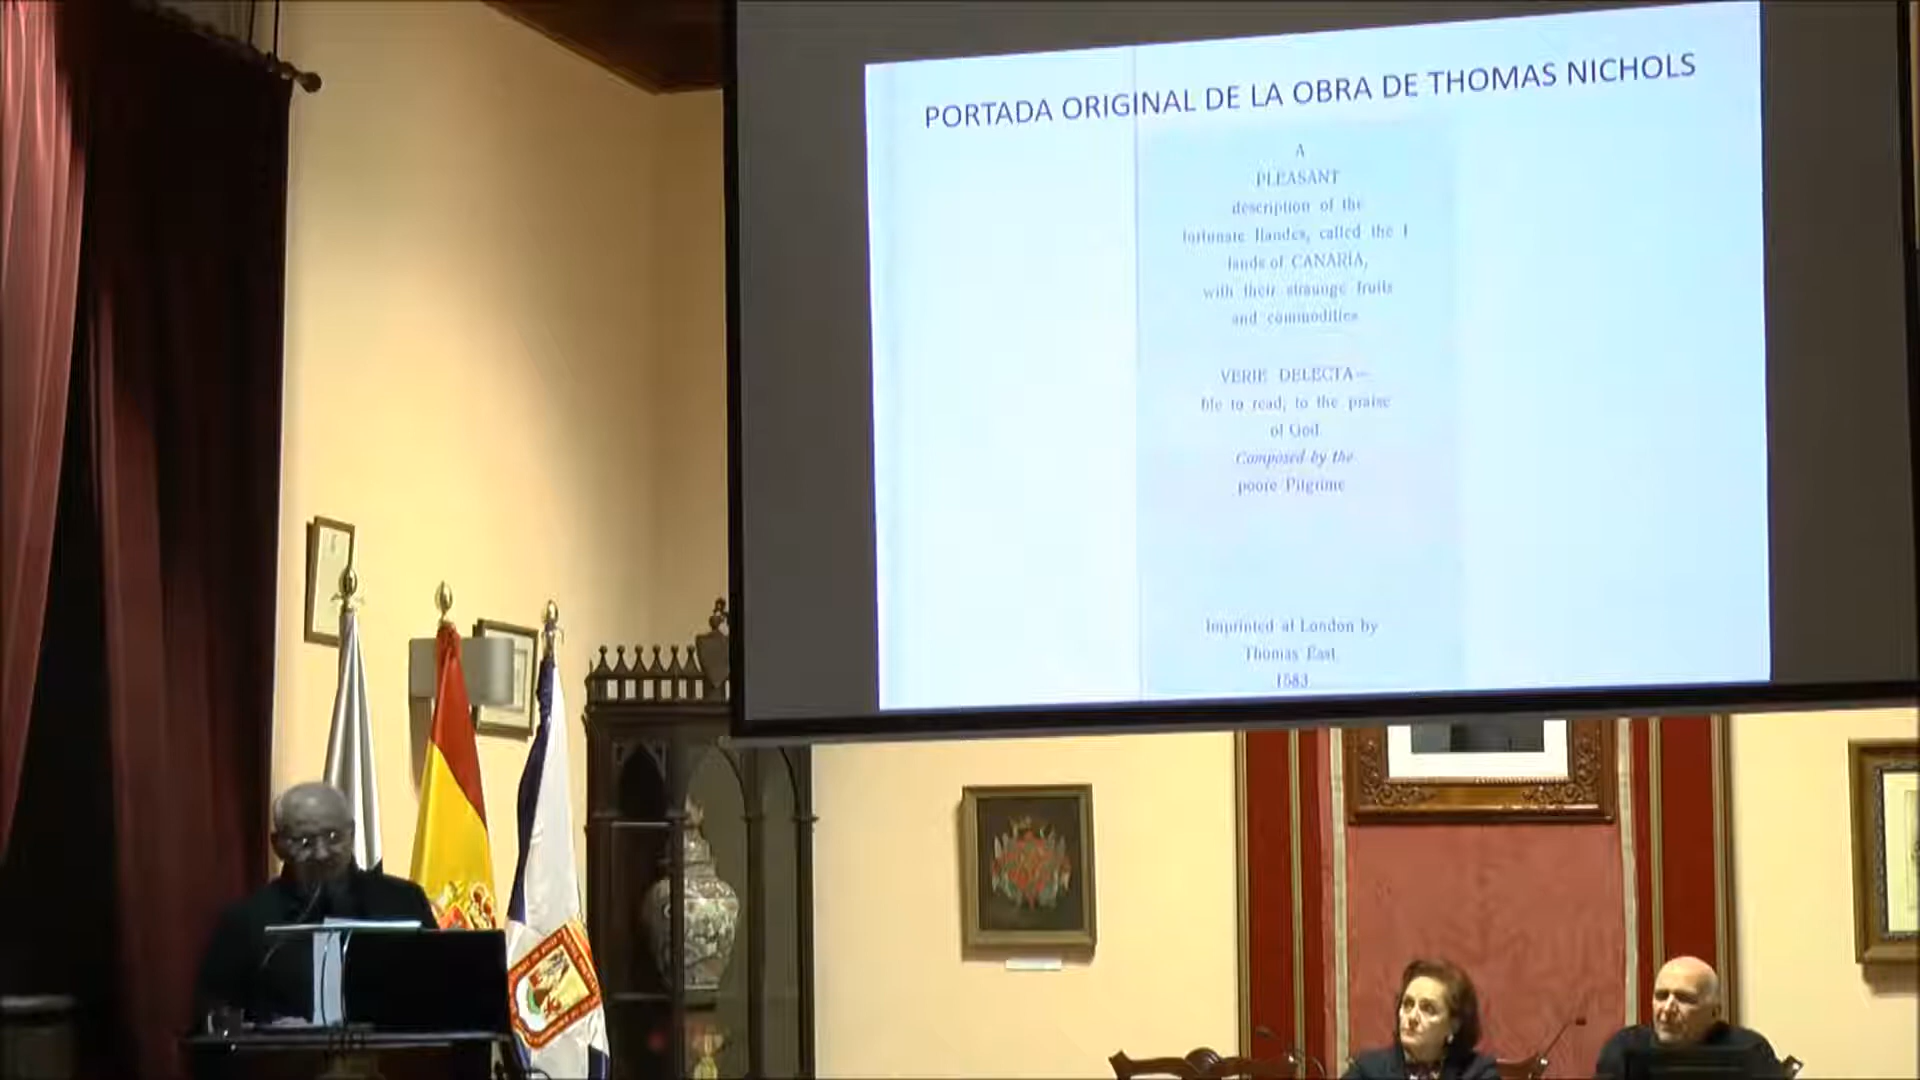 PORTADA ORIGINAL DE LA OBRA DE THOMAS NICHOLS
A
PLEASANT
description of the
fortunate Ilandes, called the I
lands of CANARIA,
with their straunge fruits
and commodities
VERIE DELECTA—
ble to read, to the praise
of God
Composed by the
poore Pilgrime
Imprinted at London by
Thomas East
1583